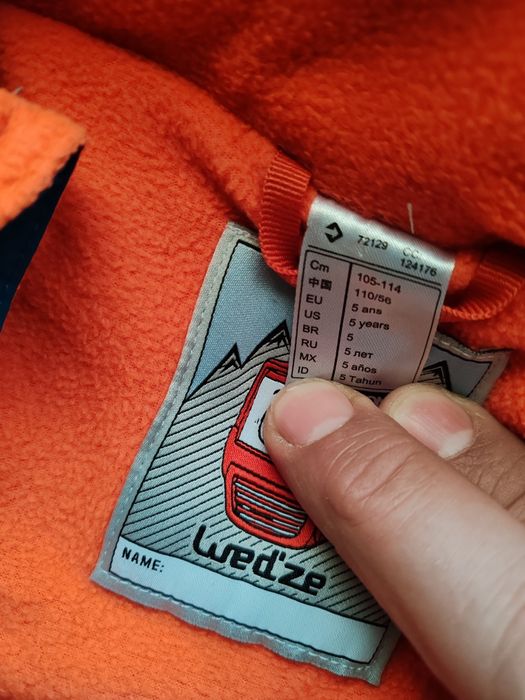 72129 CC: 124176
Cm 105-114
中国 110/56
EU 5 ans
US 5 years
BR 5
RU 5 лет
MX 5 años
ID 5 Tahun
Wed'ze
NAME: